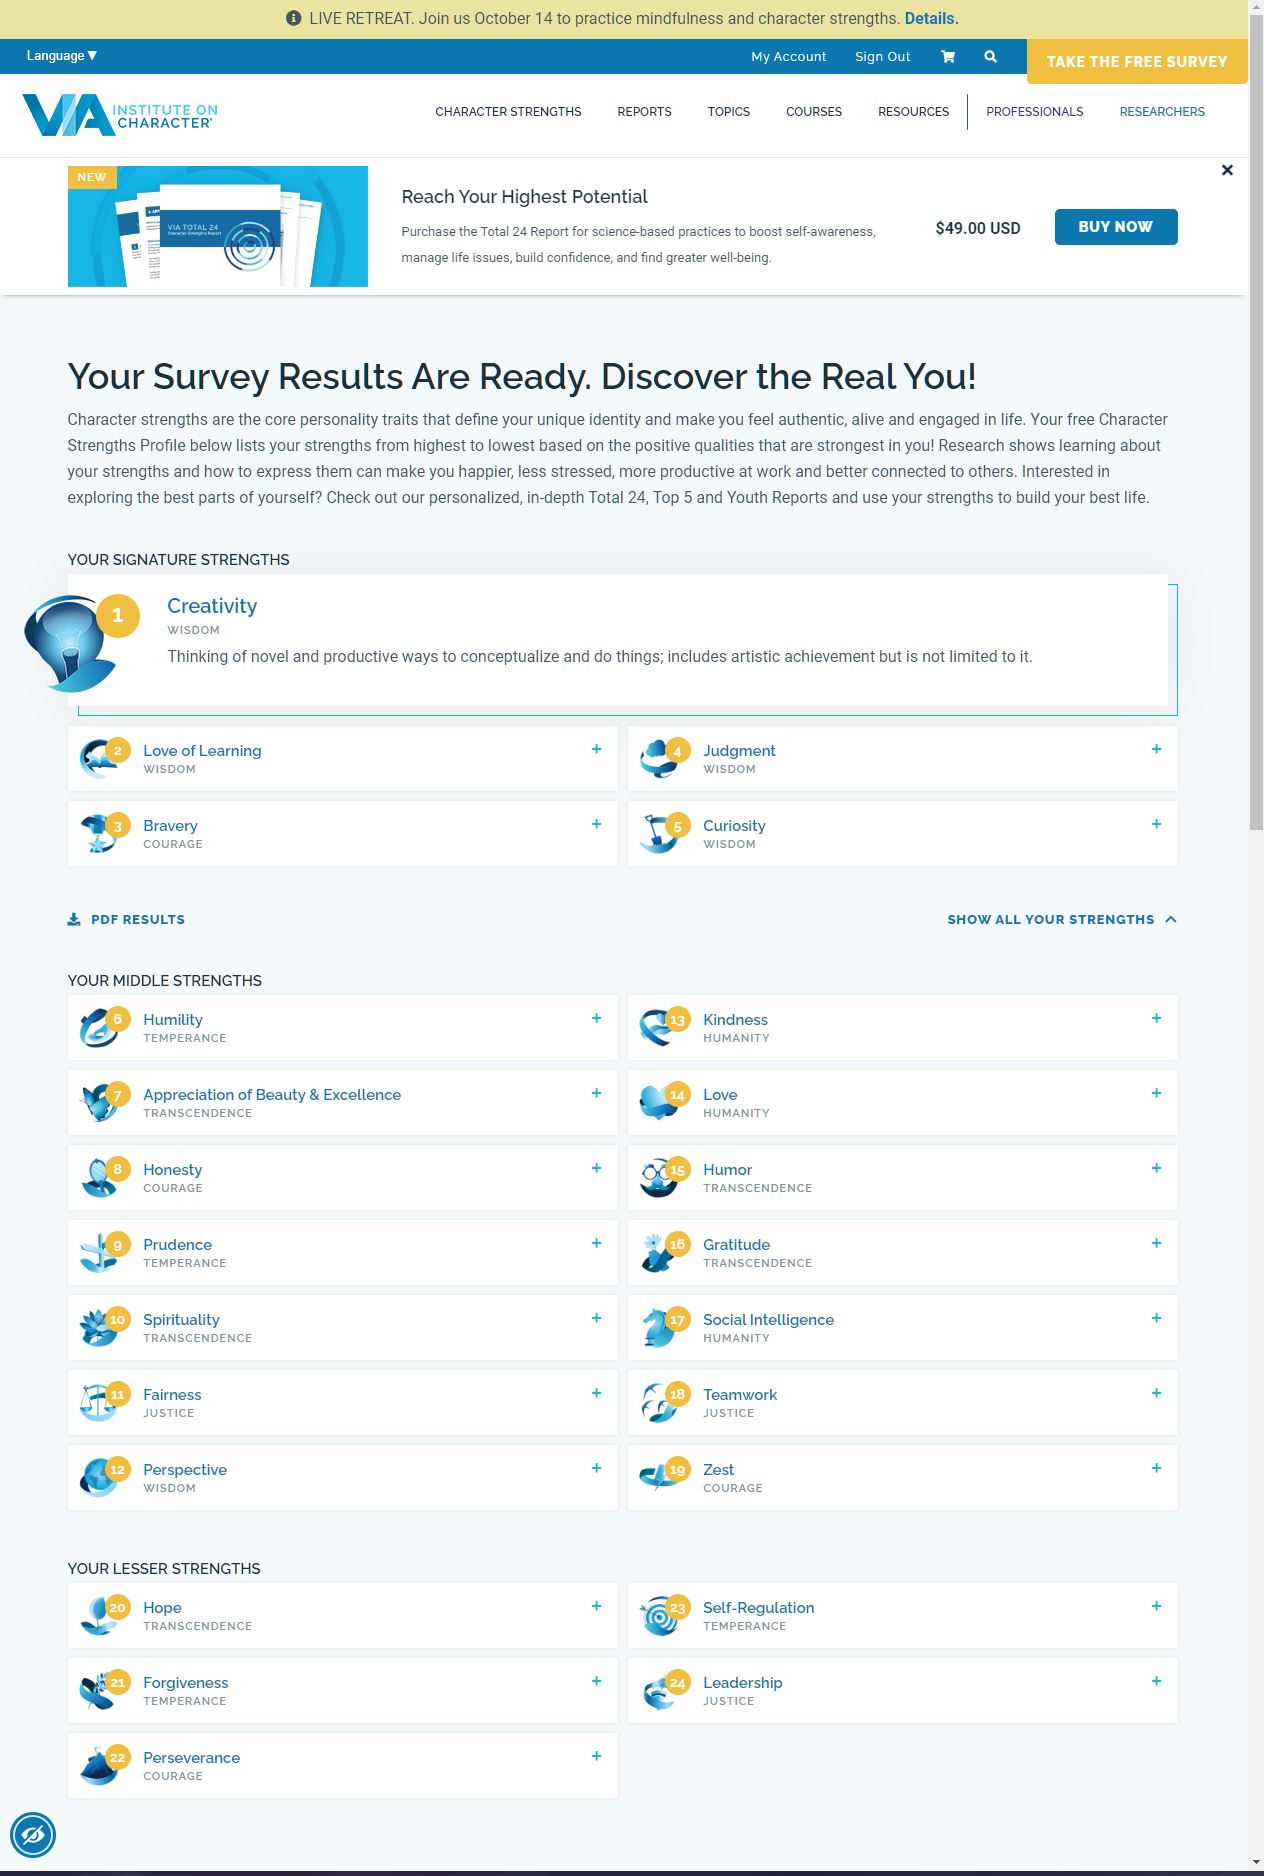 LIVE RETREAT. Join us October 14 to practice mindfulness and character strengths. Details.
Language ▼
My Account
Sign Out
TAKE THE FREE SURVEY
VIA INSTITUTE ON
CHARACTER
CHARACTER STRENGTHS
REPORTS
TOPICS
COURSES
RESOURCES
PROFESSIONALS
RESEARCHERS
NEW
VIA TOTAL 24
Character Strengths Report
Reach Your Highest Potential
Purchase the Total 24 Report for science-based practices to boost self-awareness,
manage life issues, build confidence, and find greater well-being.
$49.00 USD
BUY NOW
Your Survey Results Are Ready. Discover the Real You!
Character strengths are the core personality traits that define your unique identity and make you feel authentic, alive and engaged in life. Your free Character
Strengths Profile below lists your strengths from highest to lowest based on the positive qualities that are strongest in you! Research shows learning about
your strengths and how to express them can make you happier, less stressed, more productive at work and better connected to others. Interested in
exploring the best parts of yourself? Check out our personalized, in-depth Total 24, Top 5 and Youth Reports and use your strengths to build your best life.
YOUR SIGNATURE STRENGTHS
1
Creativity
WISDOM
Thinking of novel and productive ways to conceptualize and do things; includes artistic achievement but is not limited to it.
2
Love of Learning
WISDOM
+
3
Bravery
COURAGE
+
4
Judgment
WISDOM
+
5
Curiosity
WISDOM
+
PDF RESULTS
SHOW ALL YOUR STRENGTHS
YOUR MIDDLE STRENGTHS
6
Humility
TEMPERANCE
+
7
Appreciation of Beauty & Excellence
TRANSCENDENCE
+
8
Honesty
COURAGE
+
9
Prudence
TEMPERANCE
+
10
Spirituality
TRANSCENDENCE
+
11
Fairness
JUSTICE
+
12
Perspective
WISDOM
+
13
Kindness
HUMANITY
+
14
Love
HUMANITY
+
15
Humor
TRANSCENDENCE
+
16
Gratitude
TRANSCENDENCE
+
17
Social Intelligence
HUMANITY
+
18
Teamwork
JUSTICE
+
19
Zest
COURAGE
+
YOUR LESSER STRENGTHS
20
Hope
TRANSCENDENCE
+
21
Forgiveness
TEMPERANCE
+
22
Perseverance
COURAGE
+
23
Self-Regulation
TEMPERANCE
+
24
Leadership
JUSTICE
+